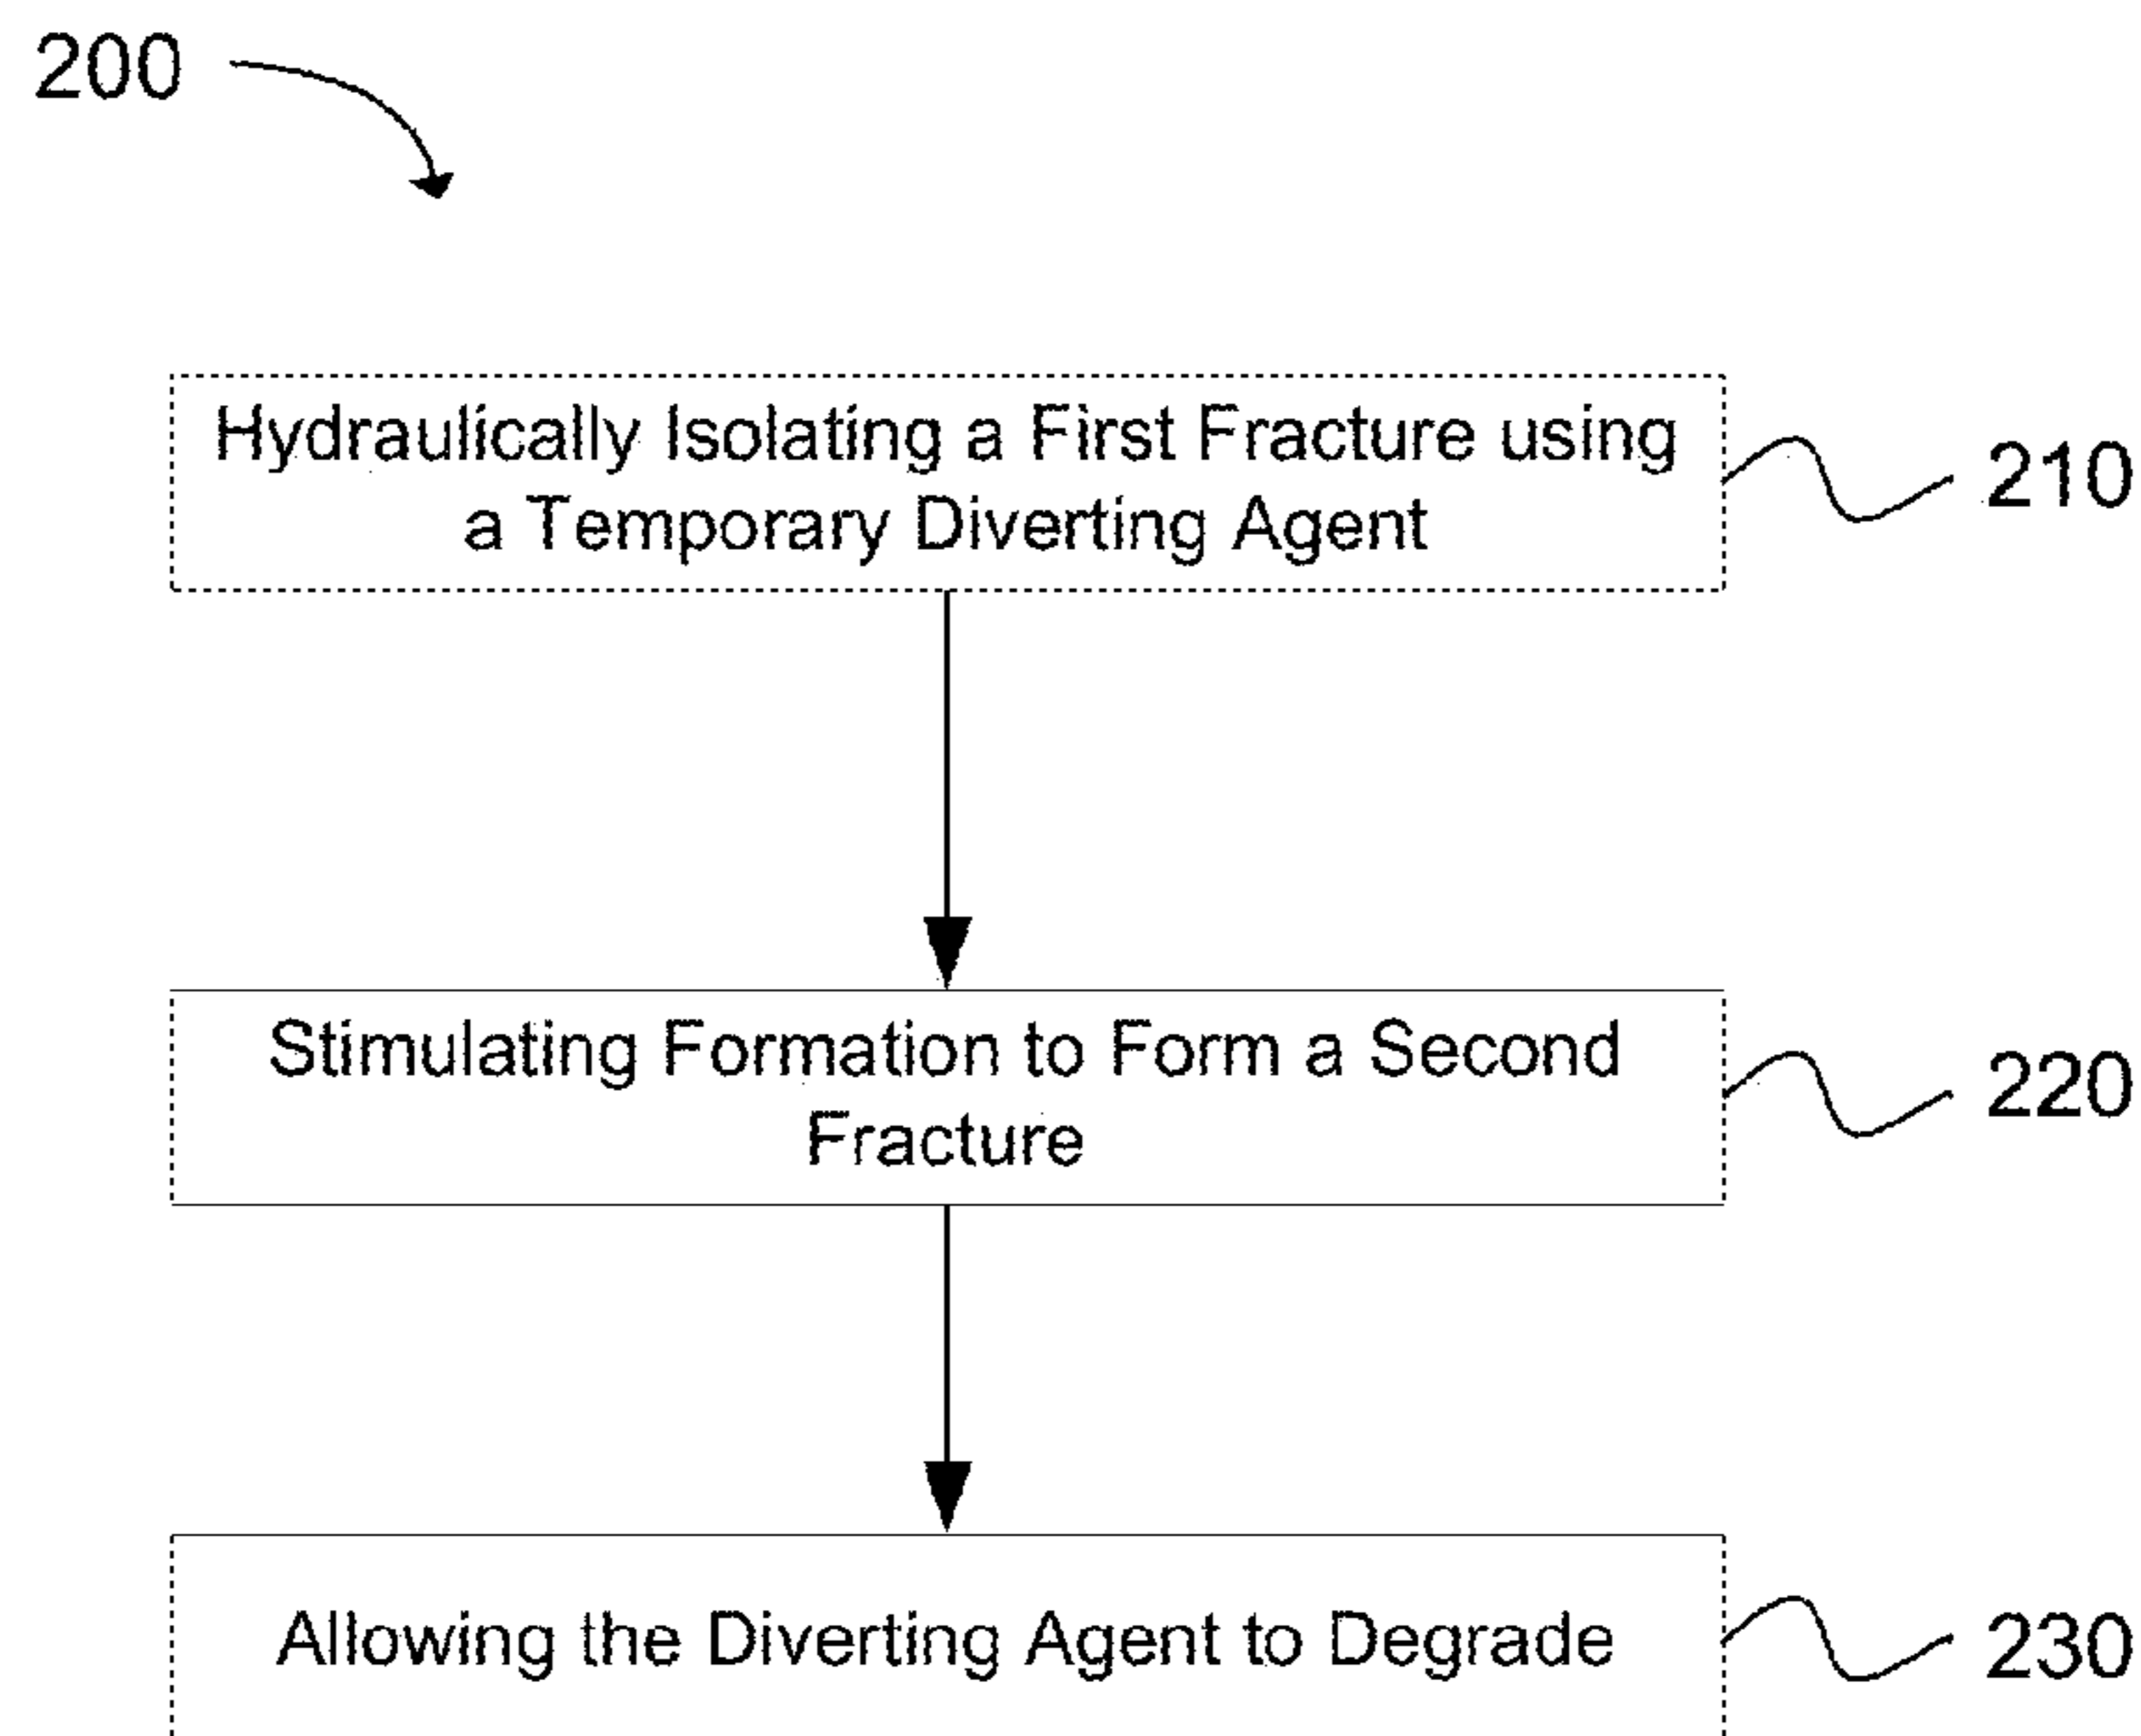 200
Hydraulically Isolating a First Fracture using
a Temporary Diverting Agent
210
Stimulating Formation to Form a Second
Fracture
220
Allowing the Diverting Agent to Degrade
230